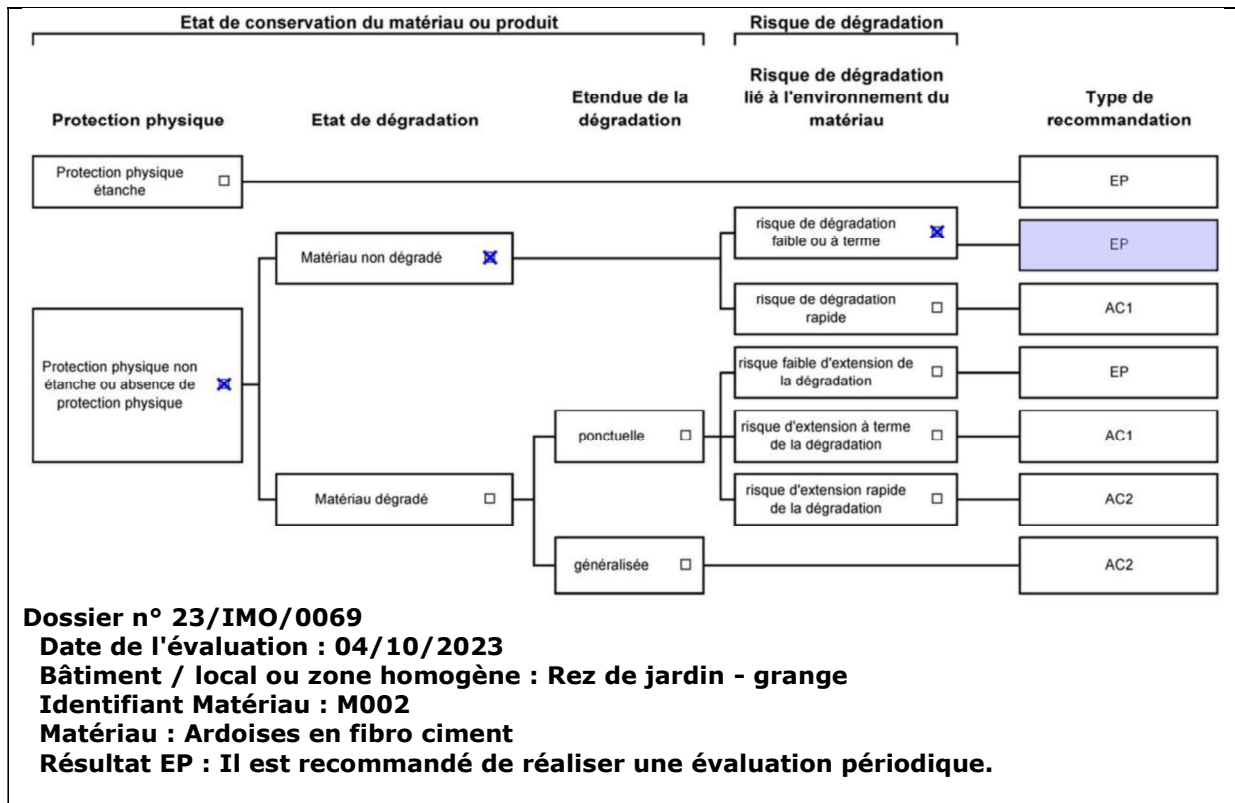 Etat de conservation du matériau ou produit
Risque de dégradation
Protection physique
Etat de dégradation
Etendue de la
dégradation
Risque de dégradation
lié à l'environnement du
matériau
Type de
recommandation
Protection physique
étanche
EP
risque de dégradation
faible ou à terme
EP
Matériau non dégradé
risque de dégradation
rapide
AC1
Protection physique non
étanche ou absence de
protection physique
risque faible d'extension de
la dégradation
EP
ponctuelle
risque d'extension à terme
de la dégradation
AC1
Matériau dégradé
risque d'extension rapide
de la dégradation
AC2
généralisée
AC2
Dossier n° 23/IMO/0069
Date de l'évaluation : 04/10/2023
Bâtiment / local ou zone homogène : Rez de jardin - grange
Identifiant Matériau : M002
Matériau : Ardoises en fibro ciment
Résultat EP : Il est recommandé de réaliser une évaluation périodique.